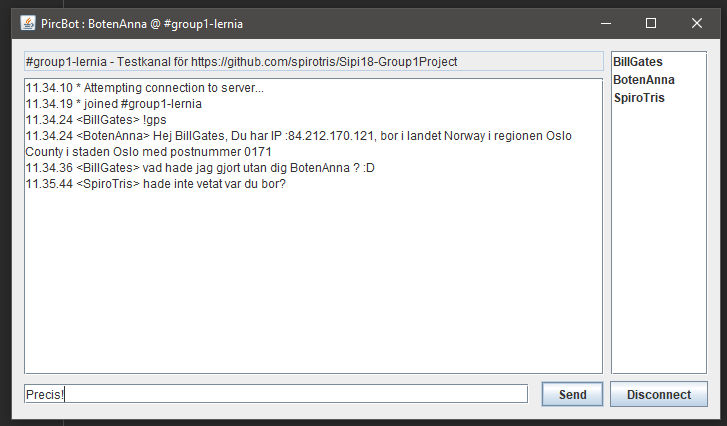 PircBot : BotenAnna @ #group1-lernia
#group1-lernia - Testkanal för https://github.com/spirotris/Sipi18-Group1Project
11.34.10 * Attempting connection to server...
11.34.19 * joined #group1-lernia
11.34.24 <BillGates> !gps
11.34.24 <BotenAnna> Hej BillGates, Du har IP :84.212.170.121, bor i landet Norway i regionen Oslo
County i staden Oslo med postnummer 0171
11.34.36 <BillGates> vad hade jag gjort utan dig BotenAnna ? :D
11.35.44 <SpiroTris> hade inte vetat var du bor?
BillGates
BotenAnna
SpiroTris
Precis!
Send
Disconnect